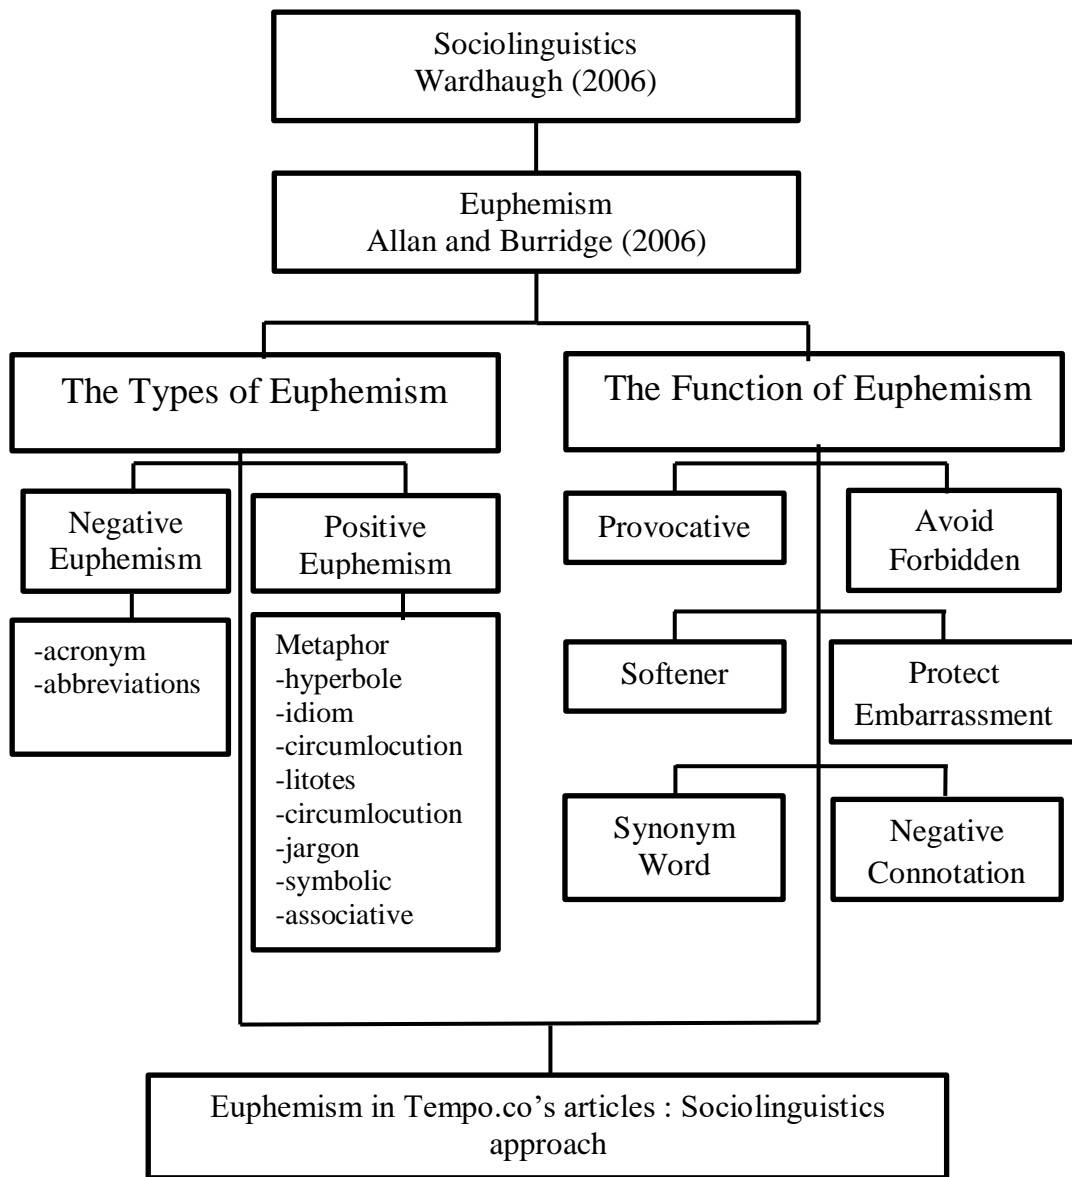 Sociolinguistics
Wardhaugh (2006)
Euphemism
Allan and Burridge (2006)
The Types of Euphemism
The Function of Euphemism
Negative
Euphemism
Positive
Euphemism
Provocative
Avoid
Forbidden
-acronym
-abbreviations
Metaphor
-hyperbole
-idiom
-circumlocution
-litotes
-circumlocution
-jargon
-symbolic
-associative
Softener
Protect
Embarrassment
Synonym
Word
Negative
Connotation
Euphemism in Tempo.co’s articles : Sociolinguistics
approach